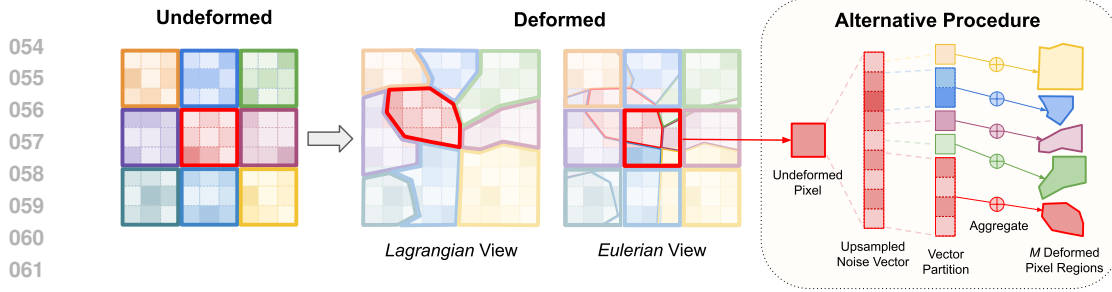 Undeformed
Deformed
Alternative Procedure
054
055
056
057
058
059
060
061
Lagrangian View
Eulerian View
Undeformed
Pixel
Upsampled
Noise Vector
Vector
Partition
Aggregate
M Deformed
Pixel Regions